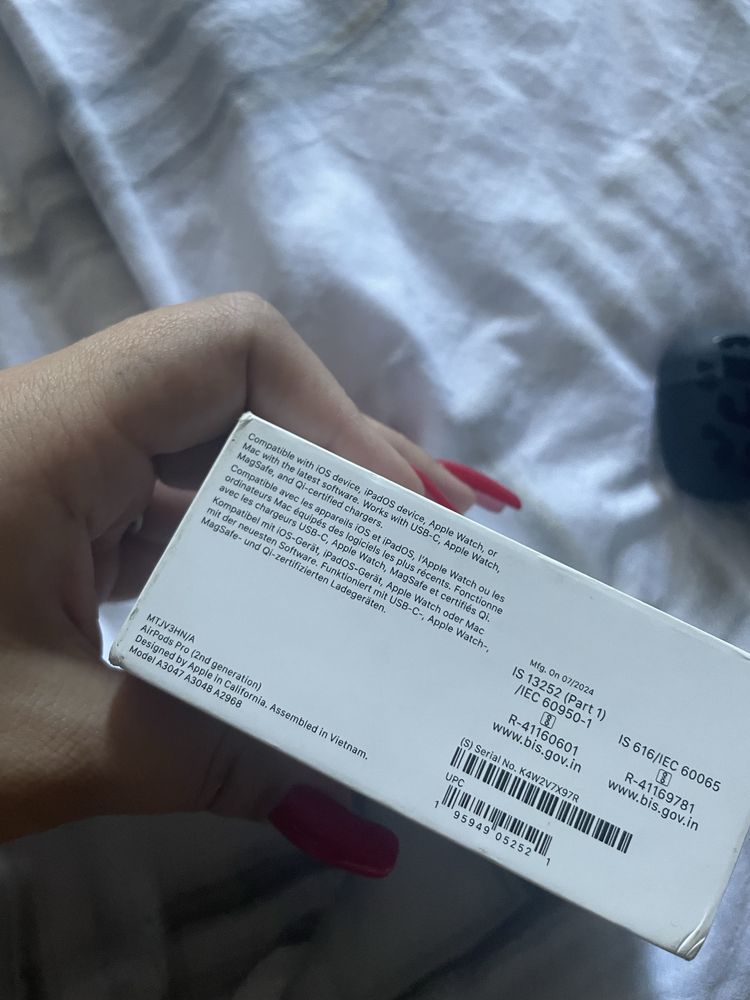 Compatible with iOS device, iPadOS device, Apple Watch, or
Mac with the latest software. Works with USB-C, Apple Watch,
MagSafe, and Qi-certified chargers.
Compatible avec les appareils iOS et iPadOS, l'Apple Watch ou les
ordinateurs Mac équipés des logiciels les plus récents. Fonctionne
avec les chargeurs USB-C, Apple Watch, MagSafe et certifiés Qi.
Kompatibel mit iOS-Gerät, iPadOS-Gerät, Apple Watch oder Mac
mit der neuesten Software. Funktioniert mit USB-C-, Apple Watch-,
MagSafe- und Qi-zertifizierten Ladegeräten.
MTJV3HN/A
AirPods Pro (2nd generation)
Designed by Apple in California. Assembled in Vietnam.
Model A3047 A3048 A2968
Mfg. On 07/2024
IS 13252 (Part 1)
/IEC 60950-1
R-41160601
www.bis.gov.in
IS 616/IEC 60065
R-41169781
www.bis.gov.in
(S) Serial No. K4W2V7X97R
UPC
1 95949 05252 1